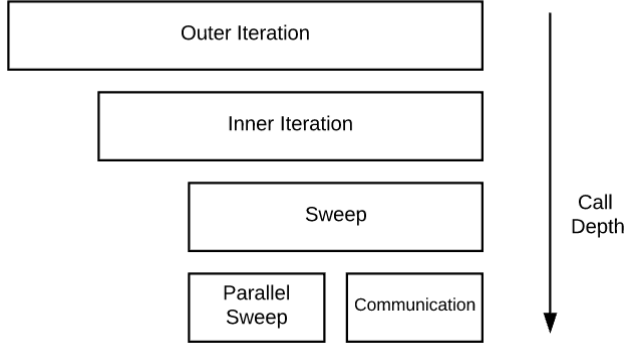 Outer Iteration
Inner Iteration
Sweep
Call
Depth
Parallel
Sweep
Communication